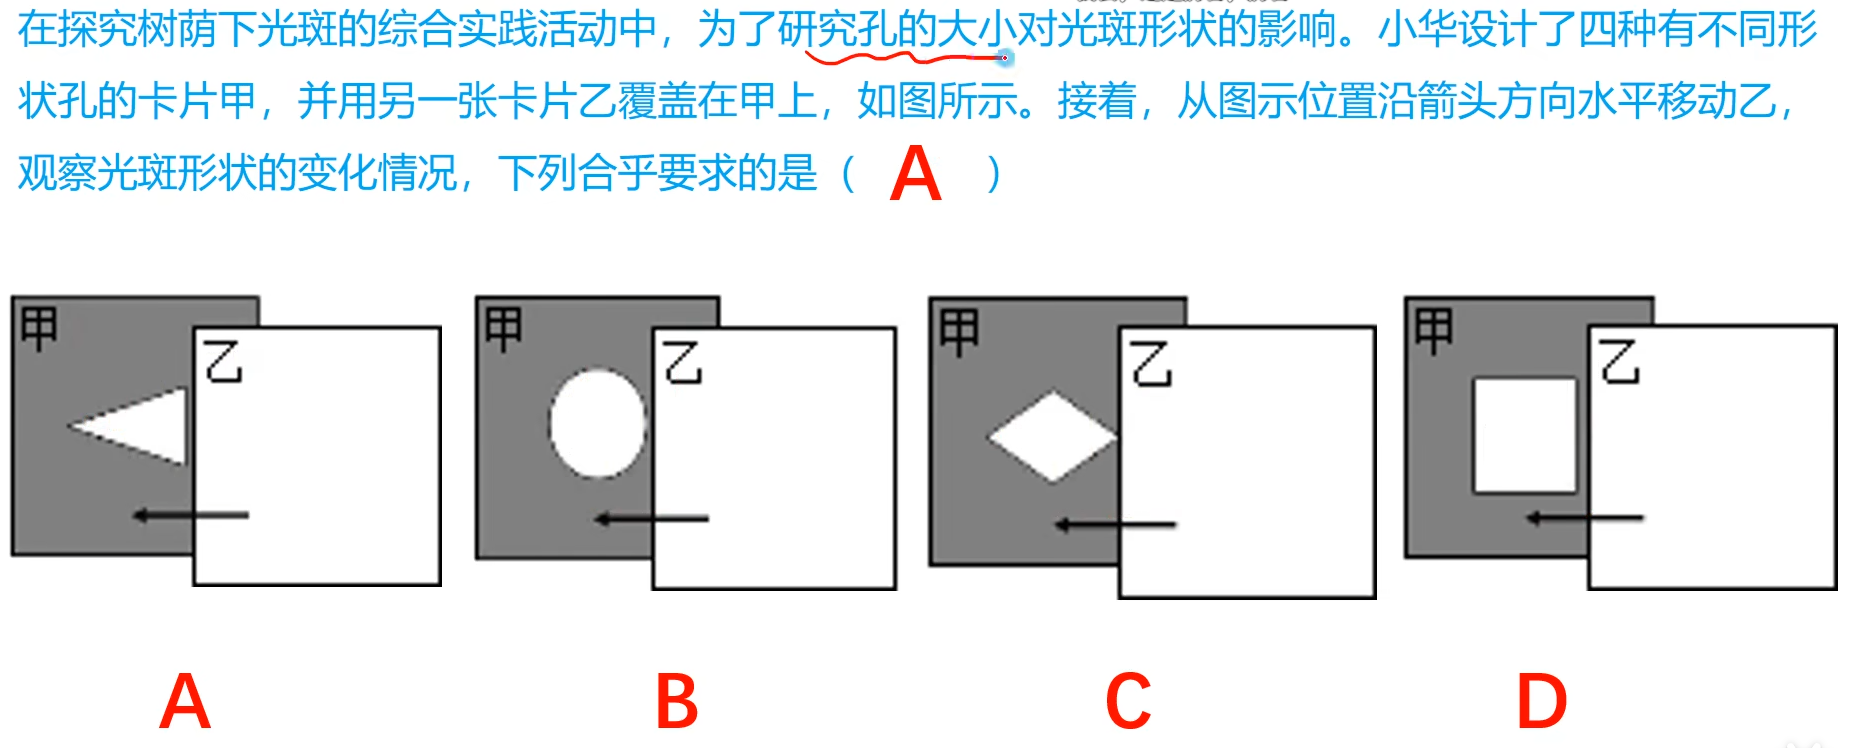 在探究树荫下光斑的综合实践活动中，为了研究孔的大小对光斑形状的影响。小华设计了四种有不同形
状孔的卡片甲，并用另一张卡片乙覆盖在甲上，如图所示。接着，从图示位置沿箭头方向水平移动乙，
观察光斑形状的变化情况，下列合乎要求的是（ A ）
甲 乙
甲 乙
甲 乙
甲 乙
A B C D